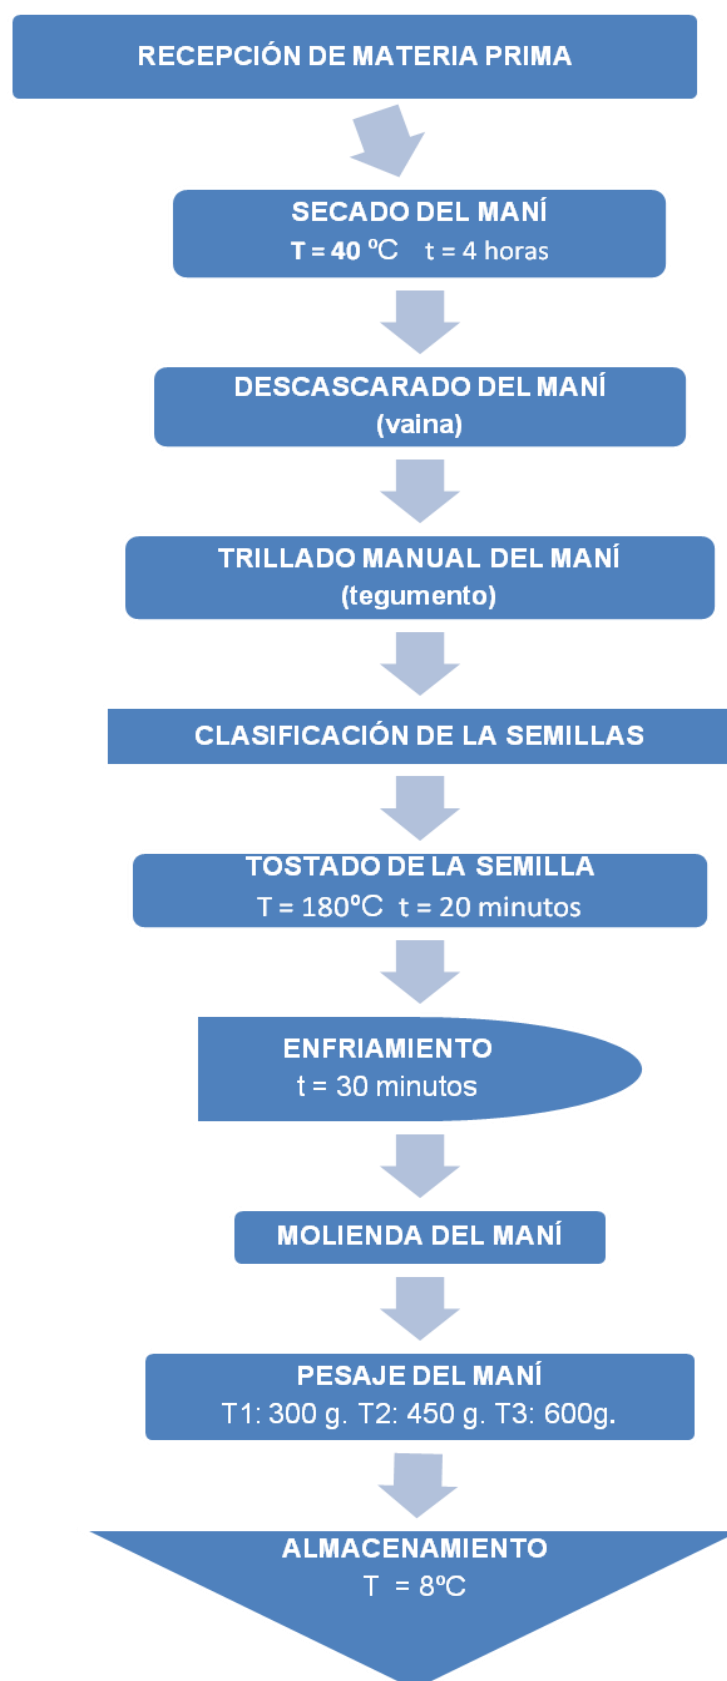 RECEPCIÓN DE MATERIA PRIMA
SECADO DEL MANÍ
T = 40 ºC t = 4 horas
DESCASCARADO DEL MANÍ
(vaina)
TRILLADO MANUAL DEL MANÍ
(tegumento)
CLASIFICACIÓN DE LA SEMILLAS
TOSTADO DE LA SEMILLA
T = 180ºC t = 20 minutos
ENFRIAMIENTO
t = 30 minutos
MOLIENDA DEL MANÍ
PESAJE DEL MANÍ
T1: 300 g. T2: 450 g. T3: 600g.
ALMACENAMIENTO
T = 8ºC